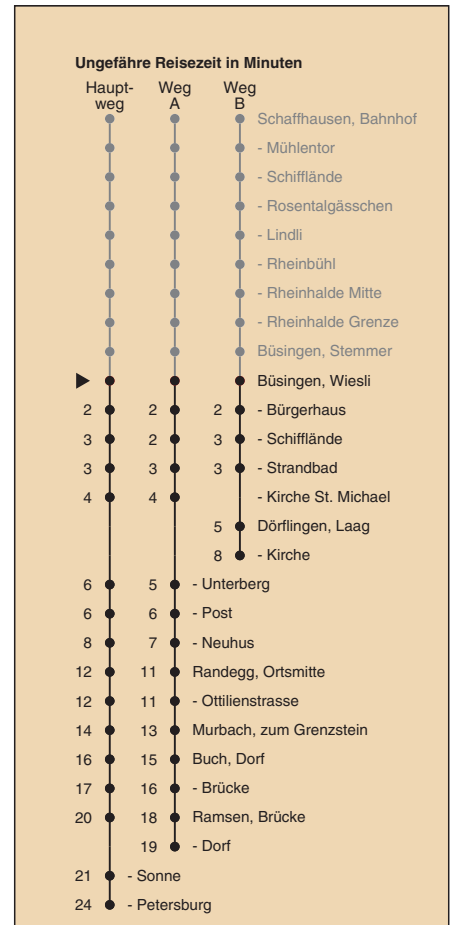 Ungefähre Reisezeit in Minuten
Haupt- Weg Weg
weg A B
Schaffhausen, Bahnhof
- Mühlentor
- Schifflände
- Rosentalgässchen
- Lindli
- Rheinbühl
- Rheinhalde Mitte
- Rheinhalde Grenze
Büsingen, Stemmer
Büsingen, Wiesli
2 2 2 - Bürgerhaus
3 2 3 - Schifflände
3 3 3 - Strandbad
4 4 - Kirche St. Michael
5 Dörflingen, Laag
8 - Kirche
6 5 - Unterberg
6 6 - Post
8 7 - Neuhus
12 11 Randegg, Ortsmitte
12 11 - Ottilienstrasse
14 13 Murbach, zum Grenzstein
16 15 Buch, Dorf
17 16 - Brücke
20 18 Ramsen, Brücke
19 - Dorf
21 - Sonne
24 - Petersburg